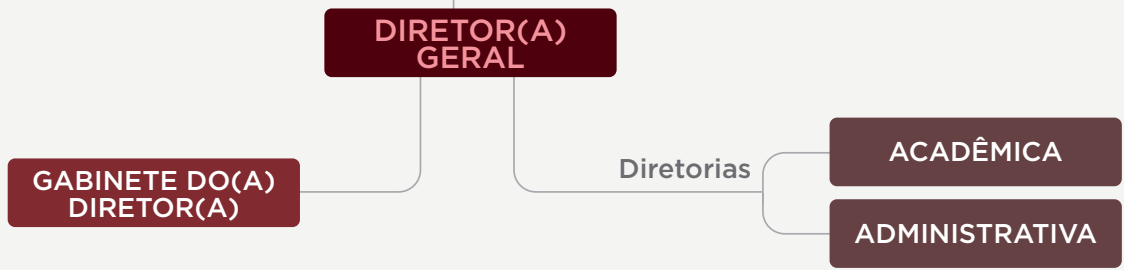 DIRETOR(A)
GERAL
GABINETE DO(A)
DIRETOR(A)
Diretorias
ACADÊMICA
ADMINISTRATIVA